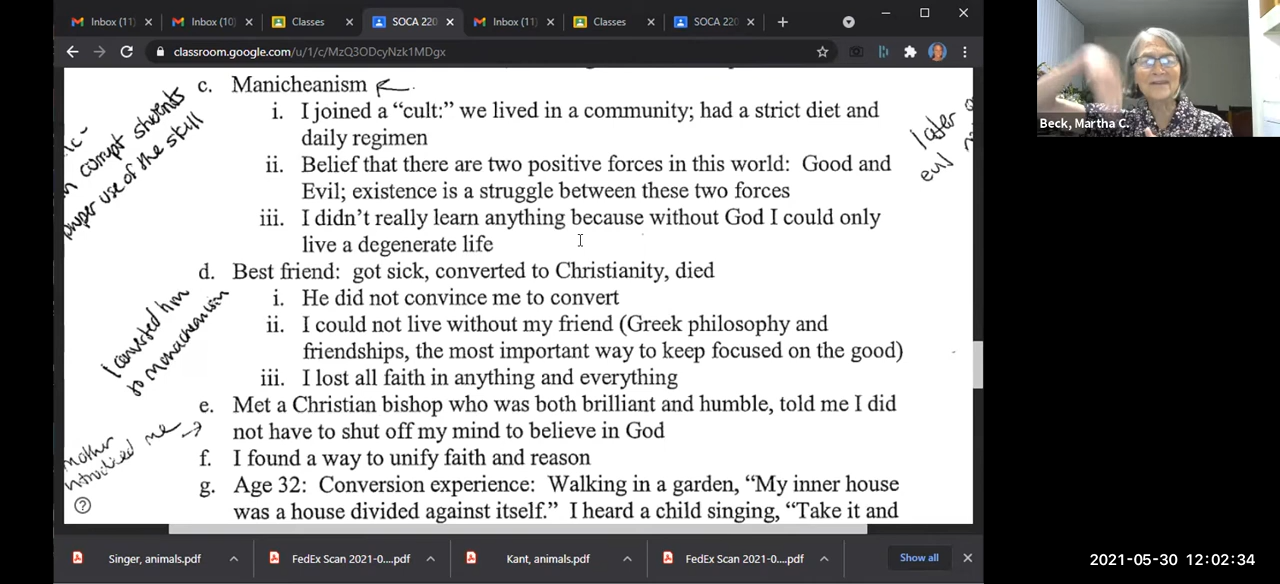 Inbox (11)
Inbox (10)
Classes
SOCA 220
Inbox (11)
Classes
SOCA 220
classroom.google.com/u/1/c/MzQ3ODcyNzk1MDgx
c. Manicheanism
i. I joined a “cult:” we lived in a community; had a strict diet and
daily regimen
ii. Belief that there are two positive forces in this world: Good and
Evil; existence is a struggle between these two forces
iii. I didn’t really learn anything because without God I could only
live a degenerate life
d. Best friend: got sick, converted to Christianity, died
i. He did not convince me to convert
ii. I could not live without my friend (Greek philosophy and
friendships, the most important way to keep focused on the good)
iii. I lost all faith in anything and everything
e. Met a Christian bishop who was both brilliant and humble, told me I did
not have to shut off my mind to believe in God
f. I found a way to unify faith and reason
g. Age 32: Conversion experience: Walking in a garden, “My inner house
was a house divided against itself.” I heard a child singing, “Take it and
corrupt students
proper use of the skill
I converted him
to manacheanism
mother
introduced me
later
evil
Beck, Martha C.
Singer, animals.pdf
FedEx Scan 2021-0....pdf
Kant, animals.pdf
FedEx Scan 2021-0....pdf
Show all
2021-05-30 12:02:34